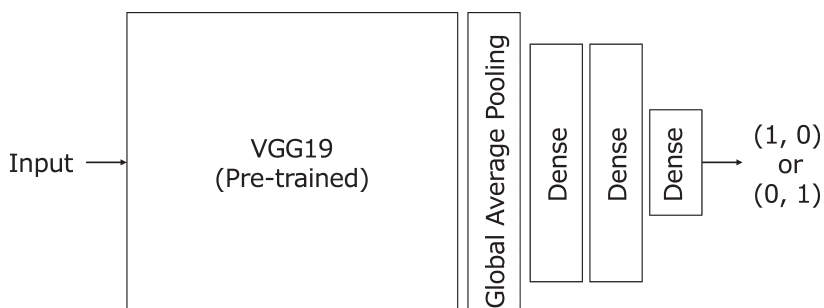 Input
VGG19
(Pre-trained)
Global Average Pooling
Dense
Dense
Dense
(1, 0)
or
(0, 1)